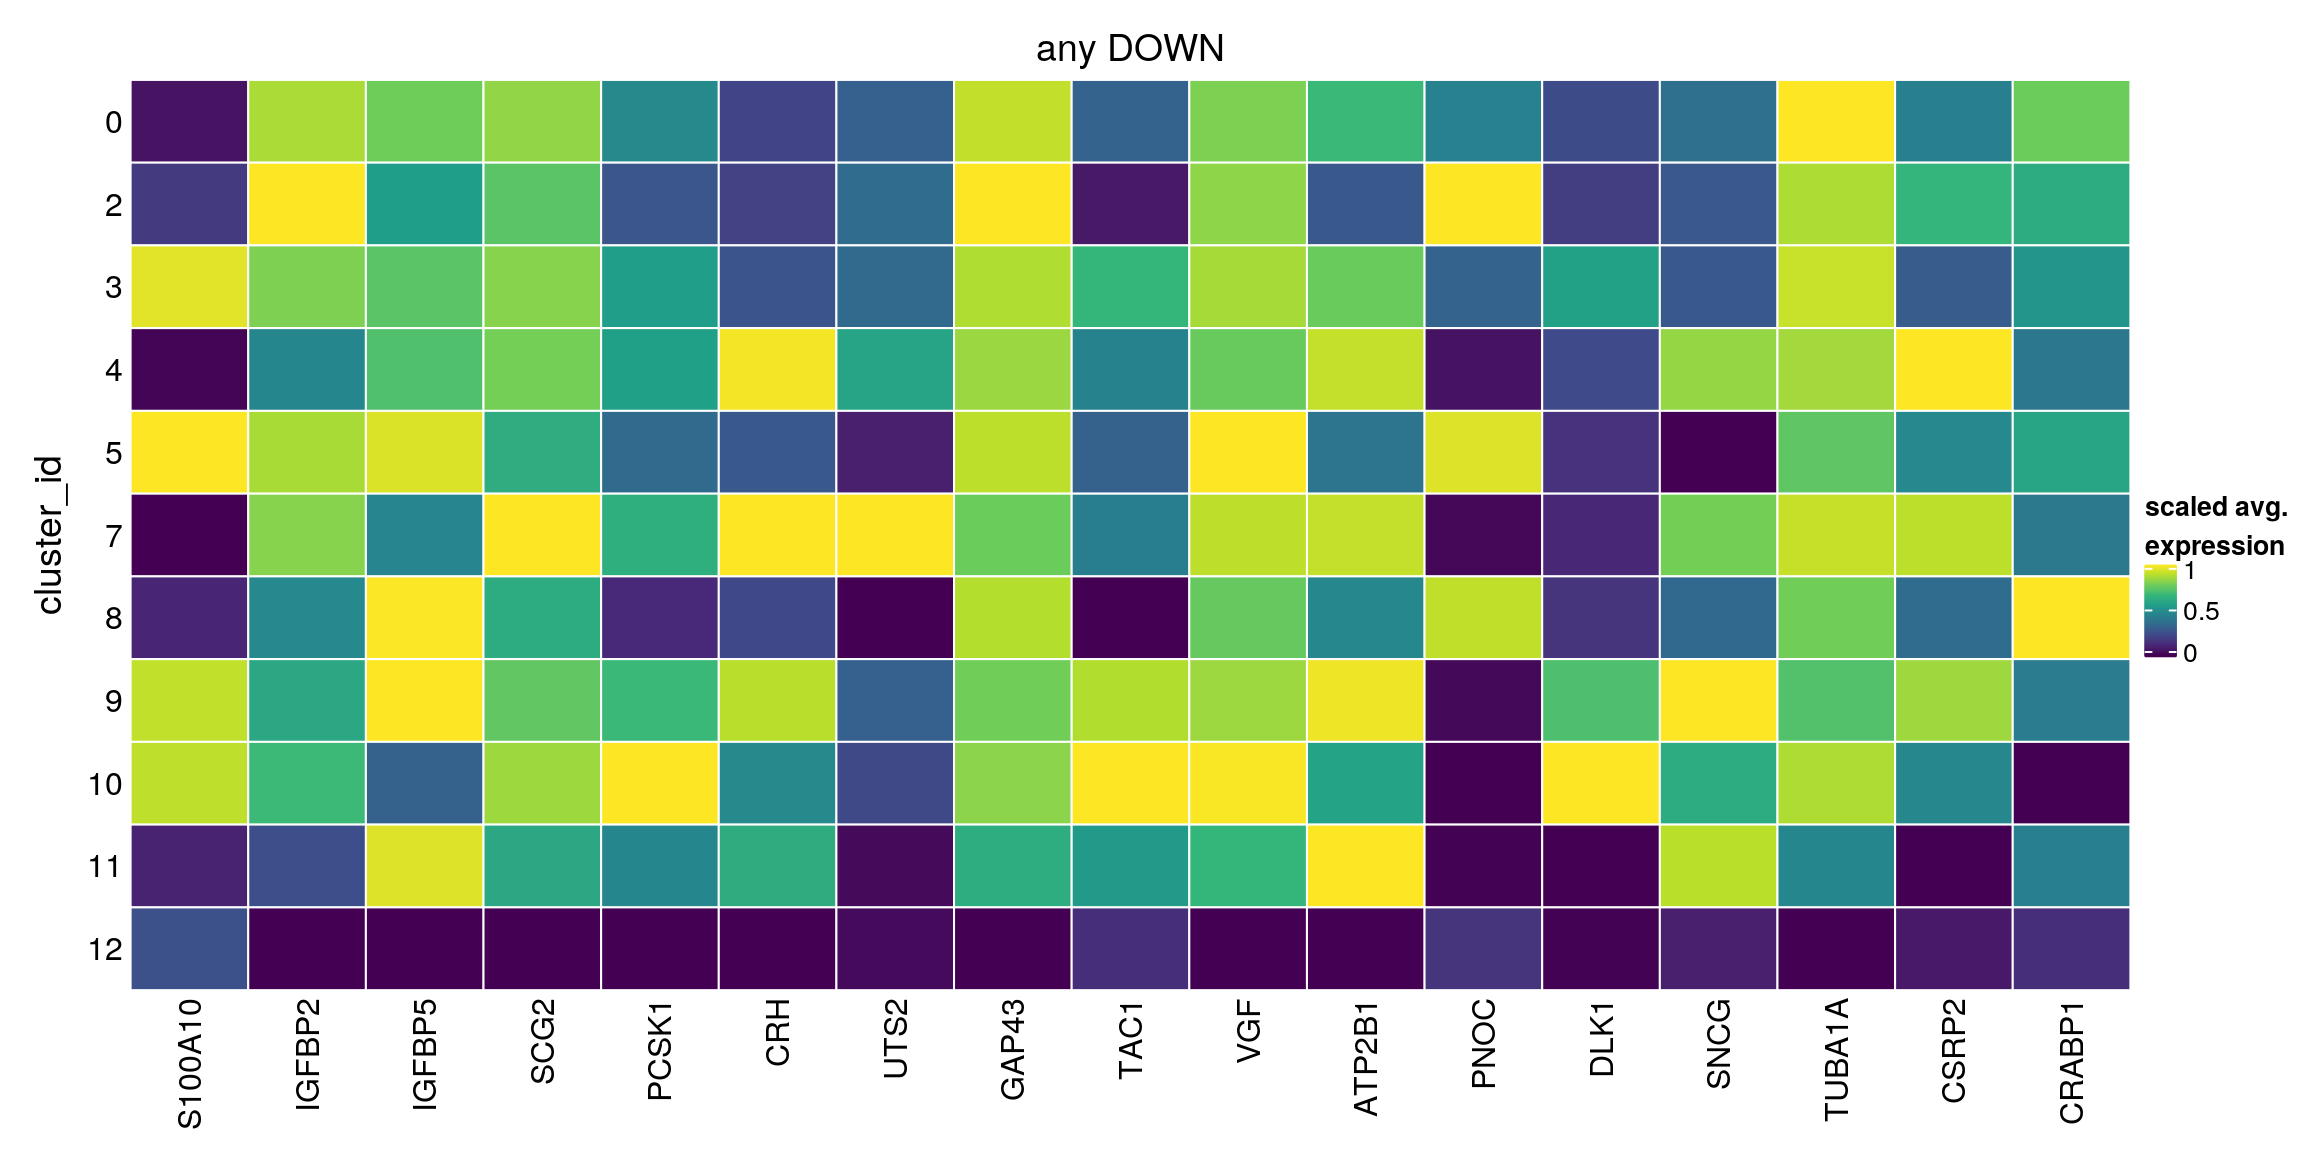 any DOWN
cluster_id
0
2
3
4
5
7
8
9
10
11
12
S100A10
IGFBP2
IGFBP5
SCG2
PCSK1
CRH
UTS2
GAP43
TAC1
VGF
ATP2B1
PNOC
DLK1
SNCG
TUBA1A
CSRP2
CRABP1
scaled avg.
expression
1
0.5
0